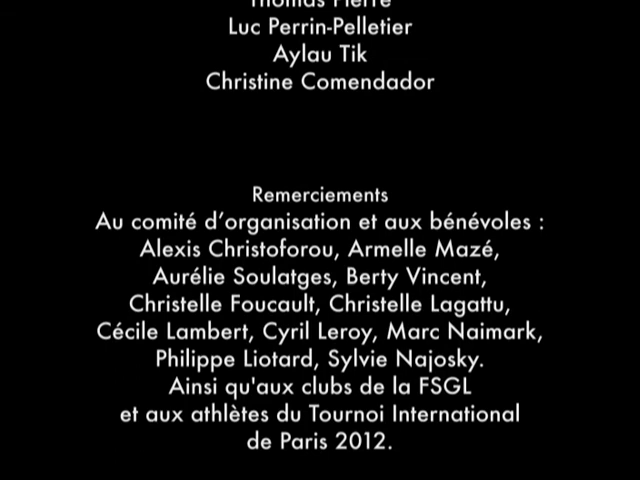 Thomas Pierre
Luc Perrin-Pelletier
Aylau Tik
Christine Comendador
Remerciements
Au comité d’organisation et aux bénévoles :
Alexis Christoforou, Armelle Mazé,
Aurélie Soulatges, Berty Vincent,
Christelle Foucault, Christelle Lagattu,
Cécile Lambert, Cyril Leroy, Marc Naimark,
Philippe Liotard, Sylvie Najosky.
Ainsi qu'aux clubs de la FSGL
et aux athlètes du Tournoi International
de Paris 2012.